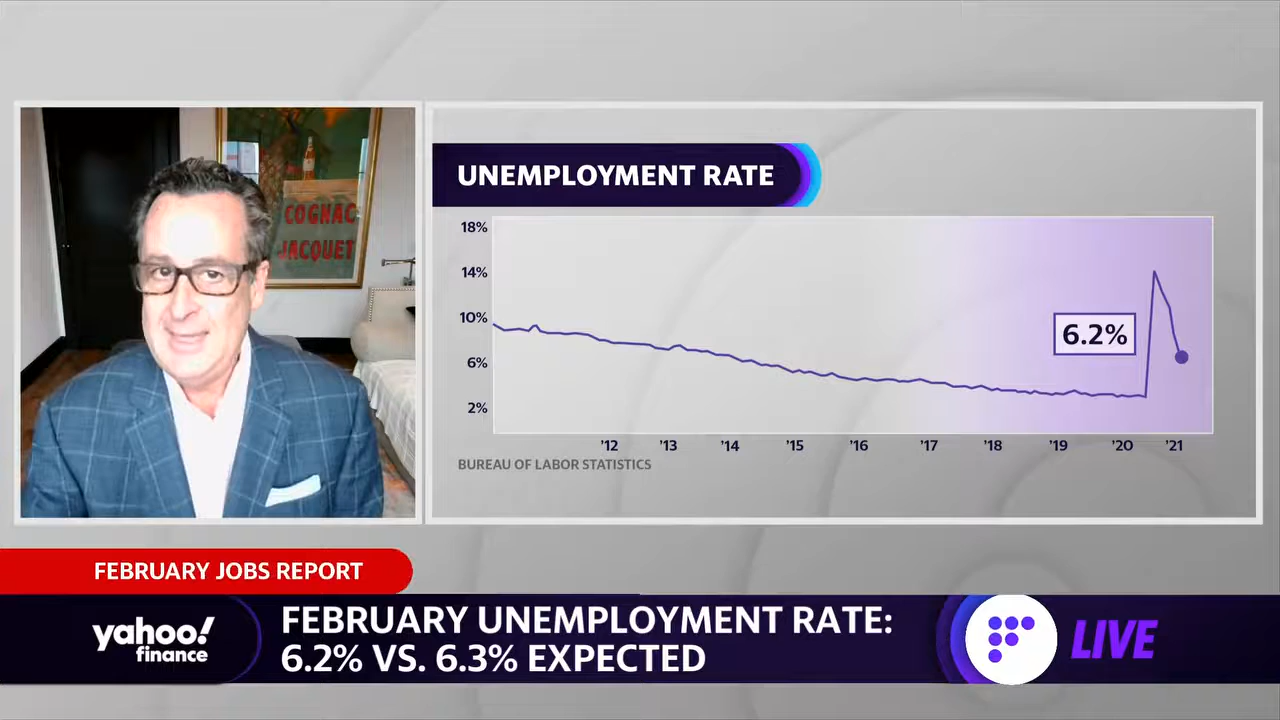 COGNAC
JACQUET
UNEMPLOYMENT RATE
18%
14%
10%
6%
2%
6.2%
'12 '13 '14 '15 '16 '17 '18 '19 '20 '21
BUREAU OF LABOR STATISTICS
FEBRUARY JOBS REPORT
yahoo!
finance
FEBRUARY UNEMPLOYMENT RATE:
6.2% VS. 6.3% EXPECTED
LIVE